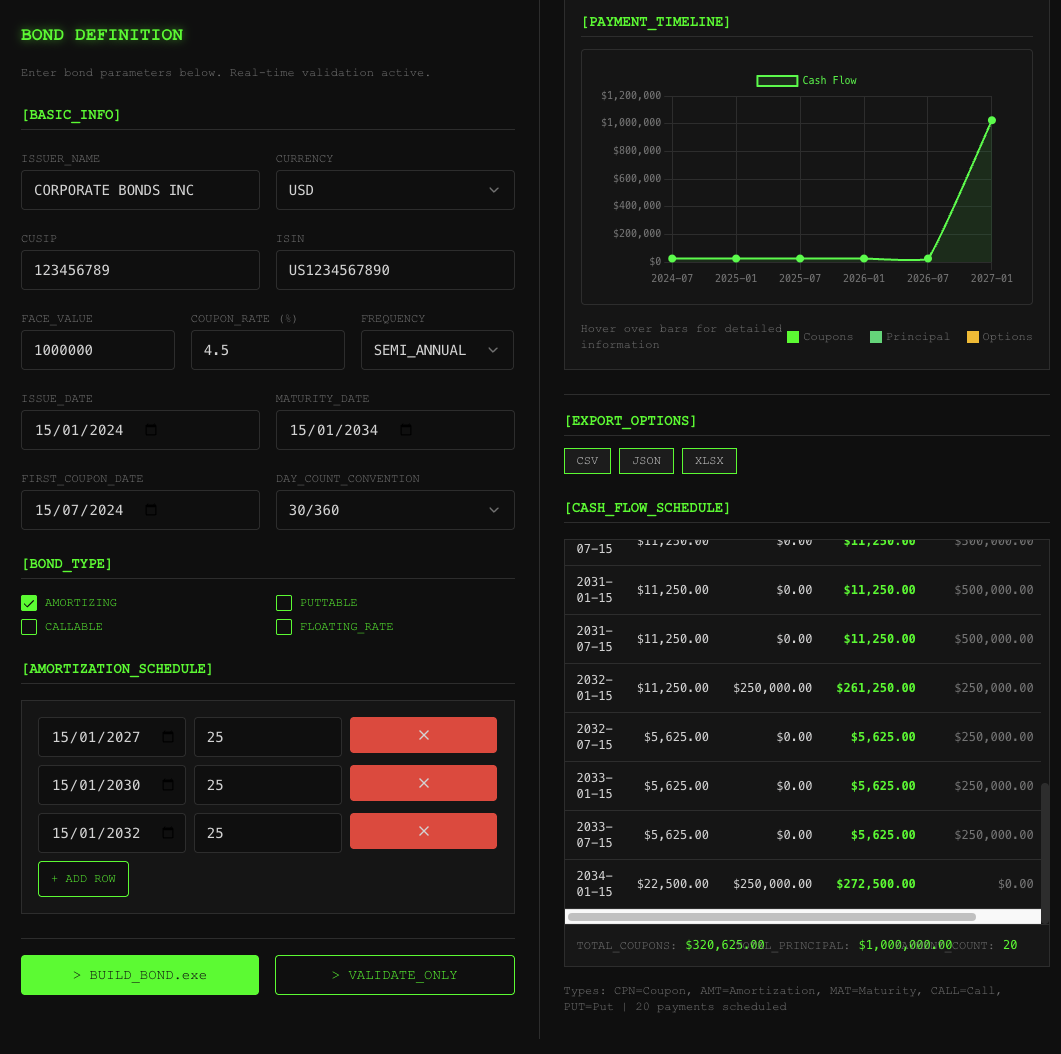 BOND DEFINITION
Enter bond parameters below. Real-time validation active.
[BASIC_INFO]
ISSUER_NAME CURRENCY
CORPORATE BONDS INC USD
CUSIP ISIN
123456789 US1234567890
FACE_VALUE COUPON_RATE (%) FREQUENCY
1000000 4.5 SEMI_ANNUAL
ISSUE_DATE MATURITY_DATE
15/01/2024 15/01/2034
FIRST_COUPON_DATE DAY_COUNT_CONVENTION
15/07/2024 30/360
[BOND_TYPE]
AMORTIZING PUTTABLE
CALLABLE FLOATING_RATE
[AMORTIZATION_SCHEDULE]
15/01/2027 25 ×
15/01/2030 25 ×
15/01/2032 25 ×
+ ADD ROW
> BUILD_BOND.exe > VALIDATE_ONLY
[PAYMENT_TIMELINE]
Cash Flow
$1,200,000
$1,000,000
$800,000
$600,000
$400,000
$200,000
$0
2024-07 2025-01 2025-07 2026-01 2026-07 2027-01
Hover over bars for detailed
information
Coupons Principal Options
[EXPORT_OPTIONS]
CSV JSON XLSX
[CASH_FLOW_SCHEDULE]
07-15 $11,250.00 $0.00 $11,250.00 $500,000.00
2031-
01-15 $11,250.00 $0.00 $11,250.00 $500,000.00
2031-
07-15 $11,250.00 $0.00 $11,250.00 $500,000.00
2032-
01-15 $11,250.00 $250,000.00 $261,250.00 $250,000.00
2032-
07-15 $5,625.00 $0.00 $5,625.00 $250,000.00
2033-
01-15 $5,625.00 $0.00 $5,625.00 $250,000.00
2033-
07-15 $5,625.00 $0.00 $5,625.00 $250,000.00
2034-
01-15 $22,500.00 $250,000.00 $272,500.00 $0.00
TOTAL_COUPONS: $320,625.00 TOTAL_PRINCIPAL: $1,000,000.00 COUNT: 20
Types: CPN=Coupon, AMT=Amortization, MAT=Maturity, CALL=Call,
PUT=Put | 20 payments scheduled